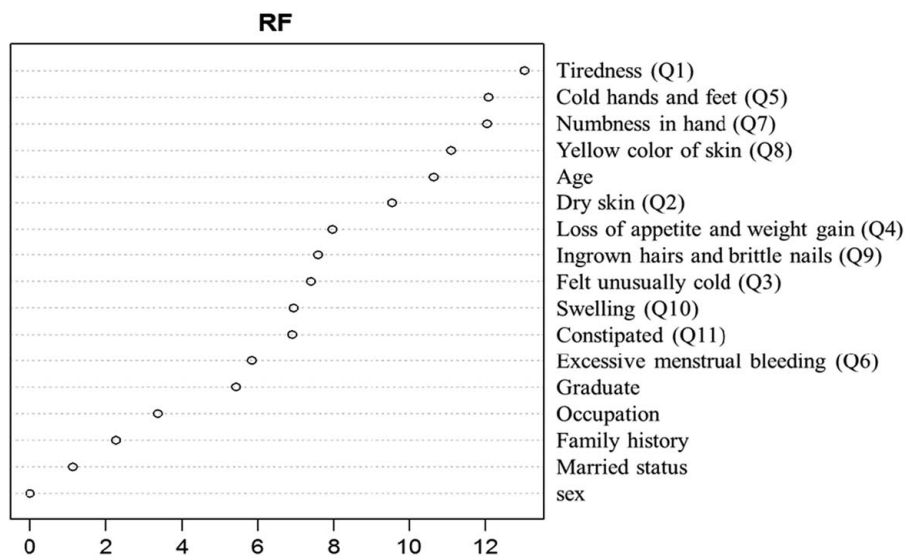 RF
Tiredness (Q1)
Cold hands and feet (Q5)
Numbness in hand (Q7)
Yellow color of skin (Q8)
Age
Dry skin (Q2)
Loss of appetite and weight gain (Q4)
Ingrown hairs and brittle nails (Q9)
Felt unusually cold (Q3)
Swelling (Q10)
Constipated (Q11)
Excessive menstrual bleeding (Q6)
Graduate
Occupation
Family history
Married status
sex
0 2 4 6 8 10 12